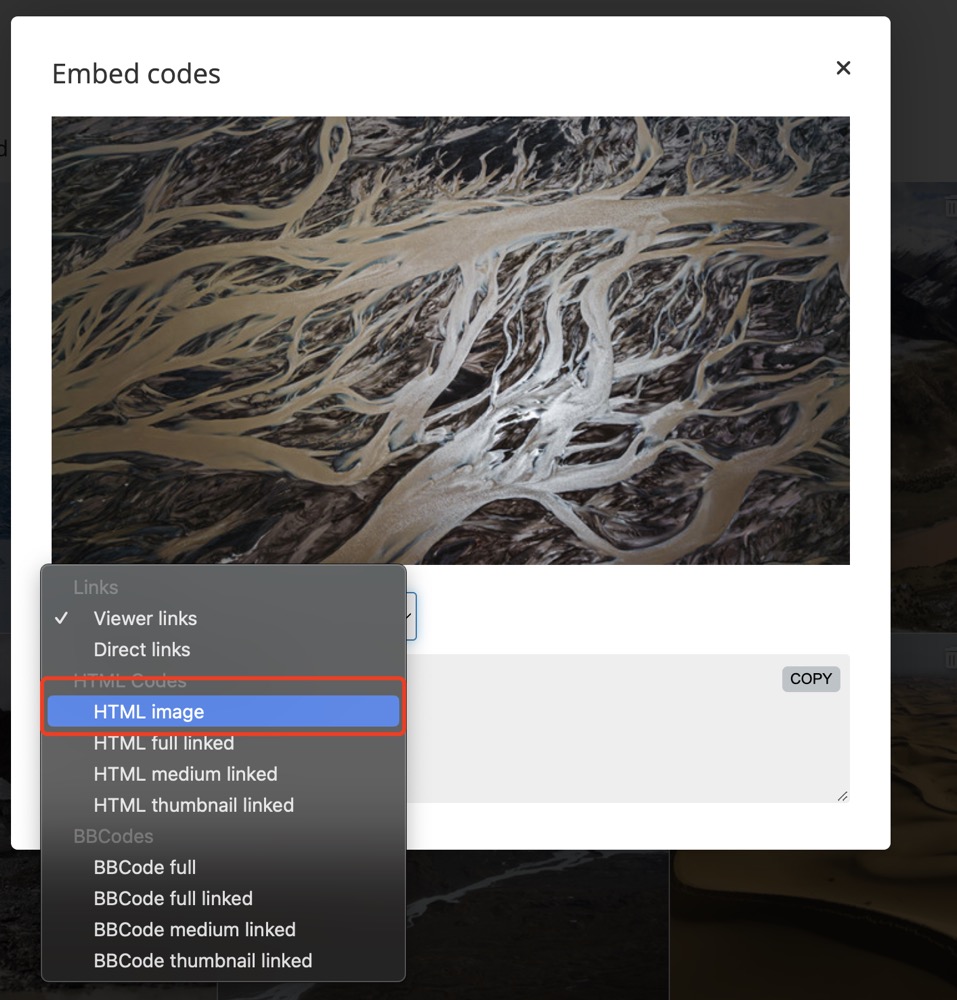 Embed codes
d
Links
✓ Viewer links
Direct links
HTML Codes
HTML image
HTML full linked
HTML medium linked
HTML thumbnail linked
BBCodes
BBCode full
BBCode full linked
BBCode medium linked
BBCode thumbnail linked
COPY